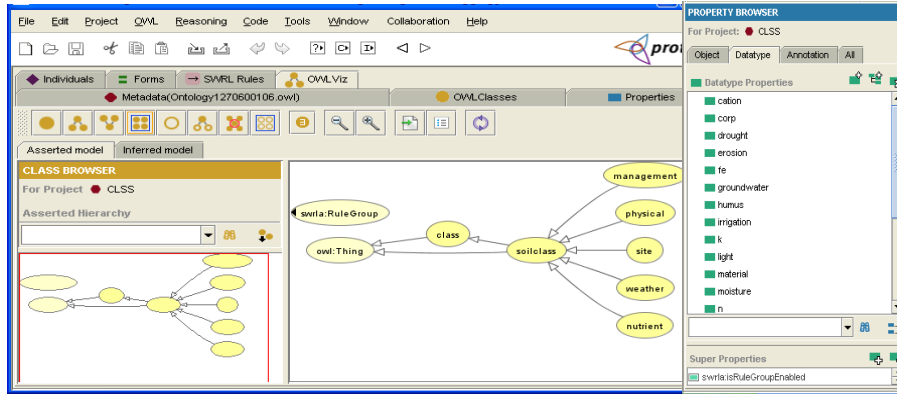 File Edit Project OWL Reasoning Code Tools Window Collaboration Help
Individuals Forms SWRL Rules OWLViz
Metadata(Ontology1270600106.owl) OWLClasses Properties
Asserted model Inferred model
CLASS BROWSER
For Project CLSS
Asserted Hierarchy
management
swrla:RuleGroup
physical
class
owl:Thing
soilclass
site
weather
nutrient
PROPERTY BROWSER
For Project: CLSS
Object Datatype Annotation All
Datatype Properties
cation
corp
drought
erosion
fe
groundwater
humus
irrigation
k
light
material
moisture
n
Super Properties
swrla:isRuleGroupEnabled